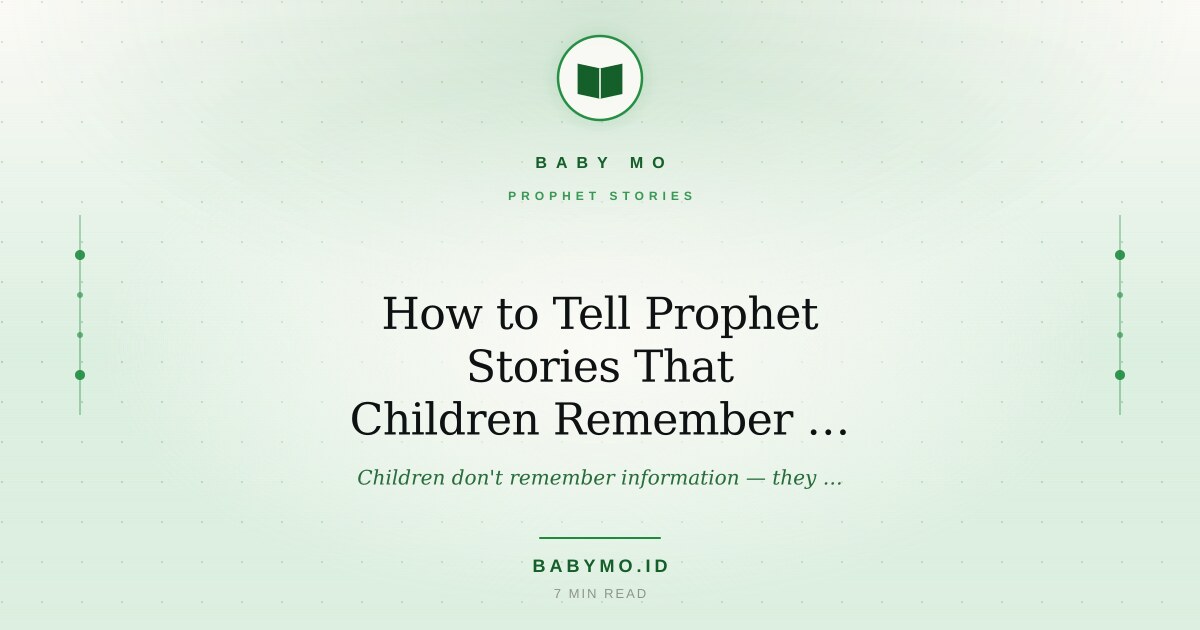 BABY MO
PROPHET STORIES
How to Tell Prophet
Stories That
Children Remember …
Children don't remember information — they …
BABYMO.ID
7 MIN READ